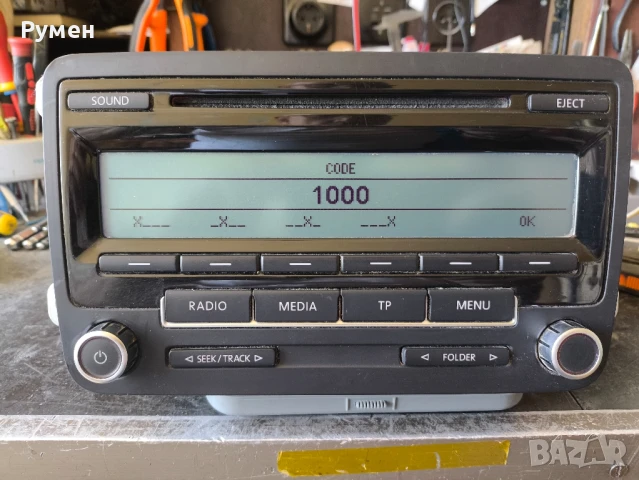 Румен
SOUND
EJECT
CODE
1000
X___ _X__ __X_ ___X OK
RADIO MEDIA TP MENU
◁ SEEK/TRACK ▷ ◁ FOLDER ▷
BAZAR